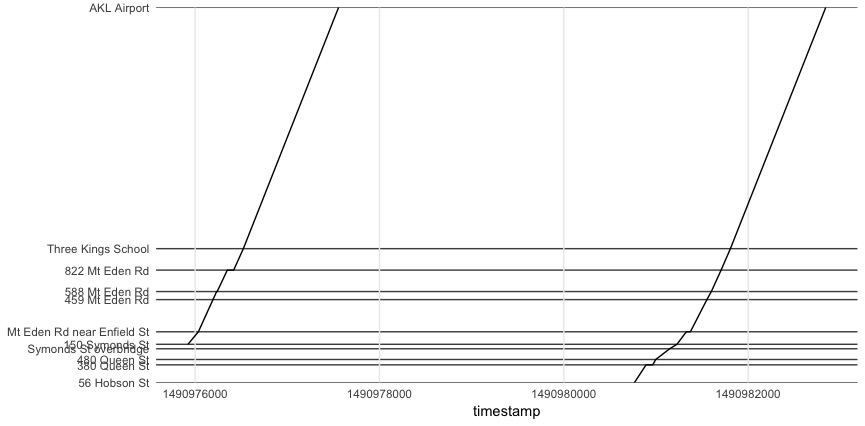 AKL Airport
Three Kings School
822 Mt Eden Rd
588 Mt Eden Rd
459 Mt Eden Rd
Mt Eden Rd near Enfield St
150 Symonds St
Symonds St overbridge
480 Queen St
380 Queen St
56 Hobson St
1490976000 1490978000 1490980000 1490982000
timestamp